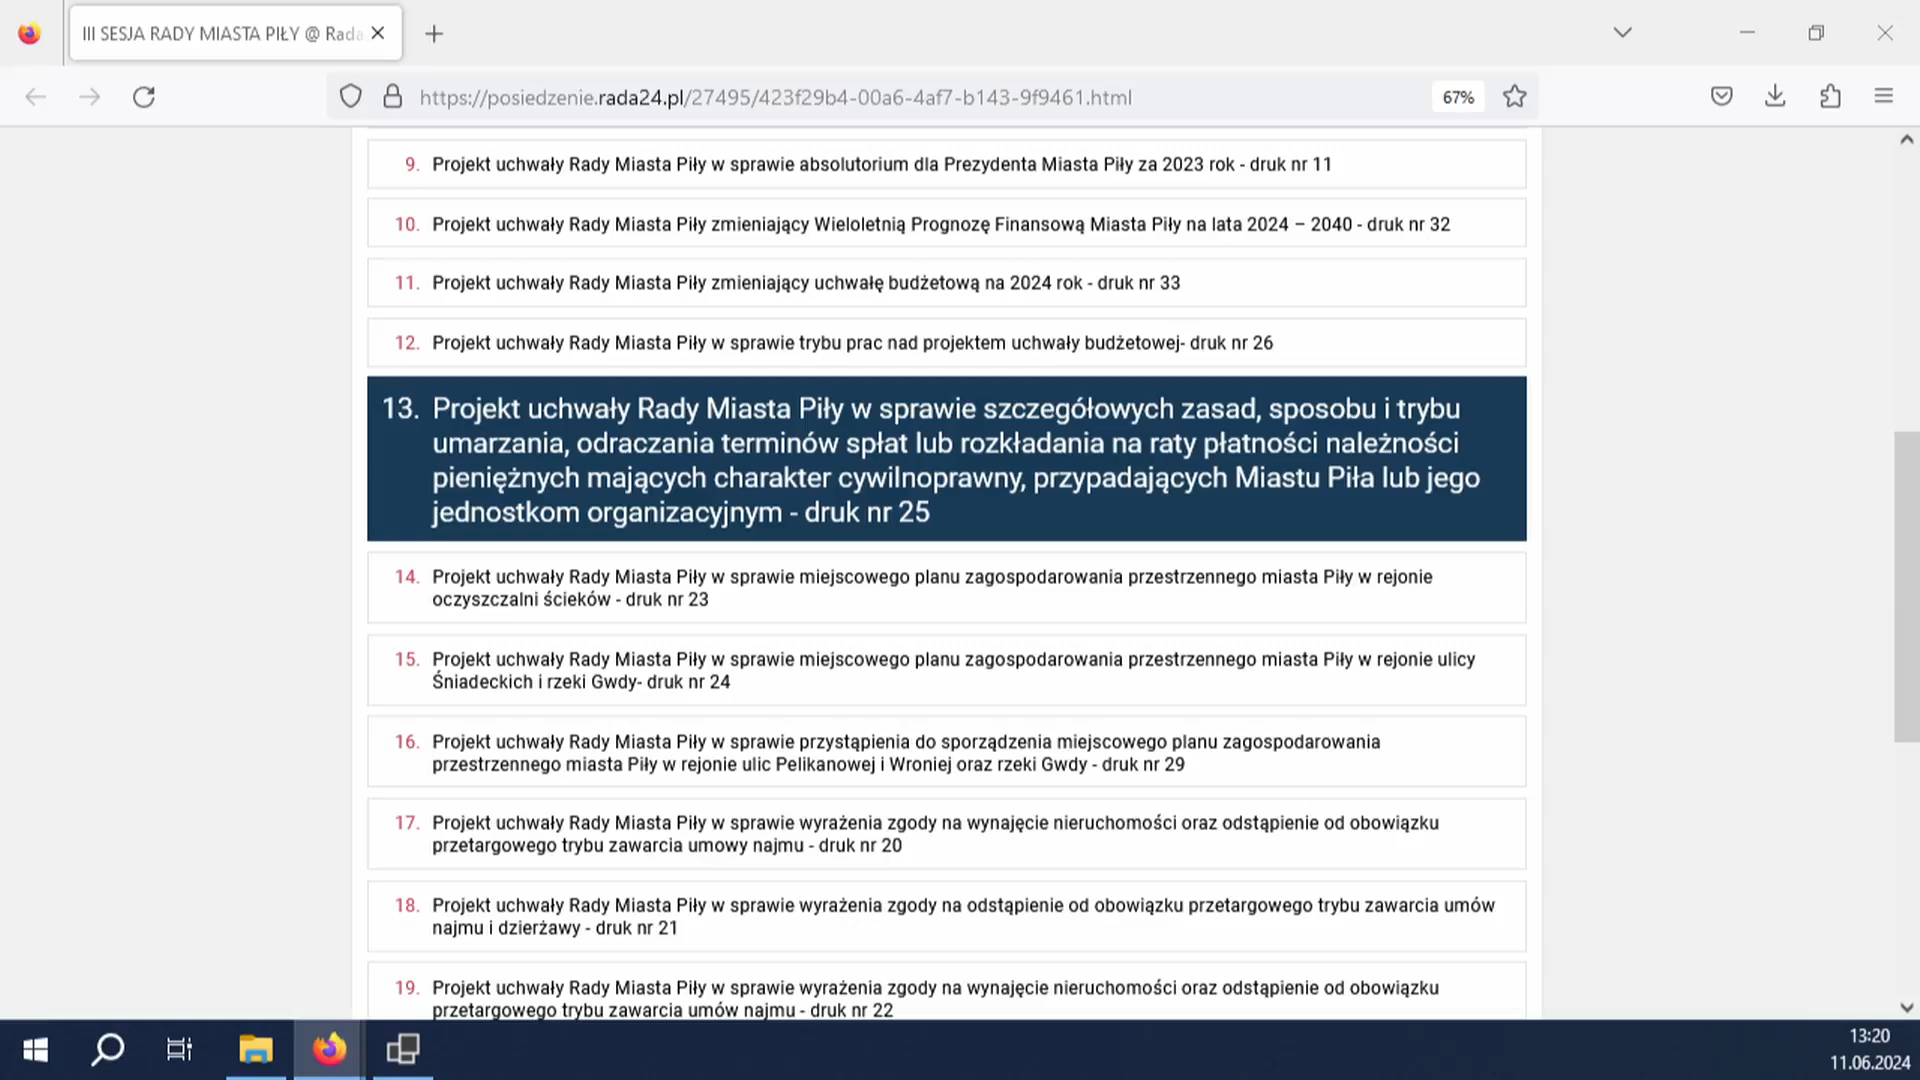 III SESJA RADY MIASTA PIŁY @ Rada
https://posiedzenie.rada24.pl/27495/423f29b4-00a6-4af7-b143-9f9461.html
67%
9. Projekt uchwały Rady Miasta Piły w sprawie absolutorium dla Prezydenta Miasta Piły za 2023 rok - druk nr 11
10. Projekt uchwały Rady Miasta Piły zmieniający Wieloletnią Prognozę Finansową Miasta Piły na lata 2024 – 2040 - druk nr 32
11. Projekt uchwały Rady Miasta Piły zmieniający uchwałę budżetową na 2024 rok - druk nr 33
12. Projekt uchwały Rady Miasta Piły w sprawie trybu prac nad projektem uchwały budżetowej- druk nr 26
13. Projekt uchwały Rady Miasta Piły w sprawie szczegółowych zasad, sposobu i trybu
umarzania, odraczania terminów spłat lub rozkładania na raty płatności należności
pieniężnych mających charakter cywilnoprawny, przypadających Miastu Piła lub jego
jednostkom organizacyjnym - druk nr 25
14. Projekt uchwały Rady Miasta Piły w sprawie miejscowego planu zagospodarowania przestrzennego miasta Piły w rejonie
oczyszczalni ścieków - druk nr 23
15. Projekt uchwały Rady Miasta Piły w sprawie miejscowego planu zagospodarowania przestrzennego miasta Piły w rejonie ulicy
Śniadeckich i rzeki Gwdy- druk nr 24
16. Projekt uchwały Rady Miasta Piły w sprawie przystąpienia do sporządzenia miejscowego planu zagospodarowania
przestrzennego miasta Piły w rejonie ulic Pelikanowej i Wroniej oraz rzeki Gwdy - druk nr 29
17. Projekt uchwały Rady Miasta Piły w sprawie wyrażenia zgody na wynajęcie nieruchomości oraz odstąpienie od obowiązku
przetargowego trybu zawarcia umowy najmu - druk nr 20
18. Projekt uchwały Rady Miasta Piły w sprawie wyrażenia zgody na odstąpienie od obowiązku przetargowego trybu zawarcia umów
najmu i dzierżawy - druk nr 21
19. Projekt uchwały Rady Miasta Piły w sprawie wyrażenia zgody na wynajęcie nieruchomości oraz odstąpienie od obowiązku
przetargowego trybu zawarcia umów najmu - druk nr 22
13:20
11.06.2024